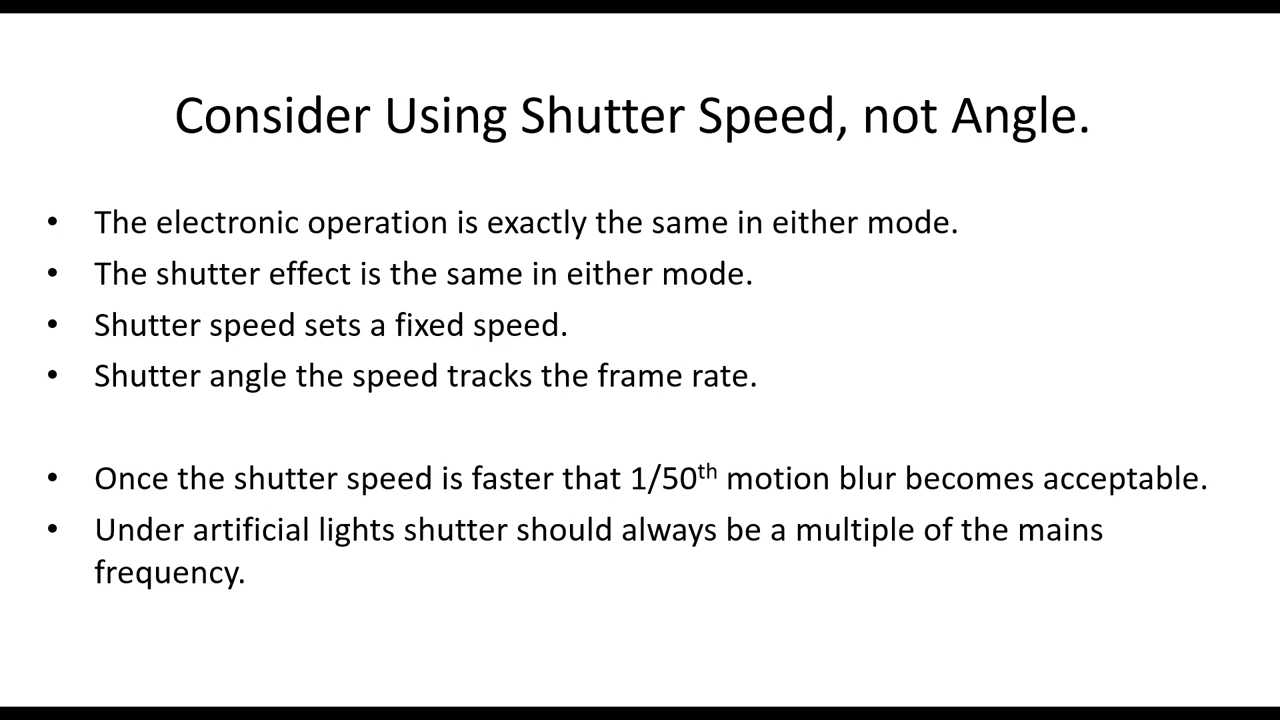 Consider Using Shutter Speed, not Angle.
• The electronic operation is exactly the same in either mode.
• The shutter effect is the same in either mode.
• Shutter speed sets a fixed speed.
• Shutter angle the speed tracks the frame rate.
• Once the shutter speed is faster that 1/50th motion blur becomes acceptable.
• Under artificial lights shutter should always be a multiple of the mains
frequency.